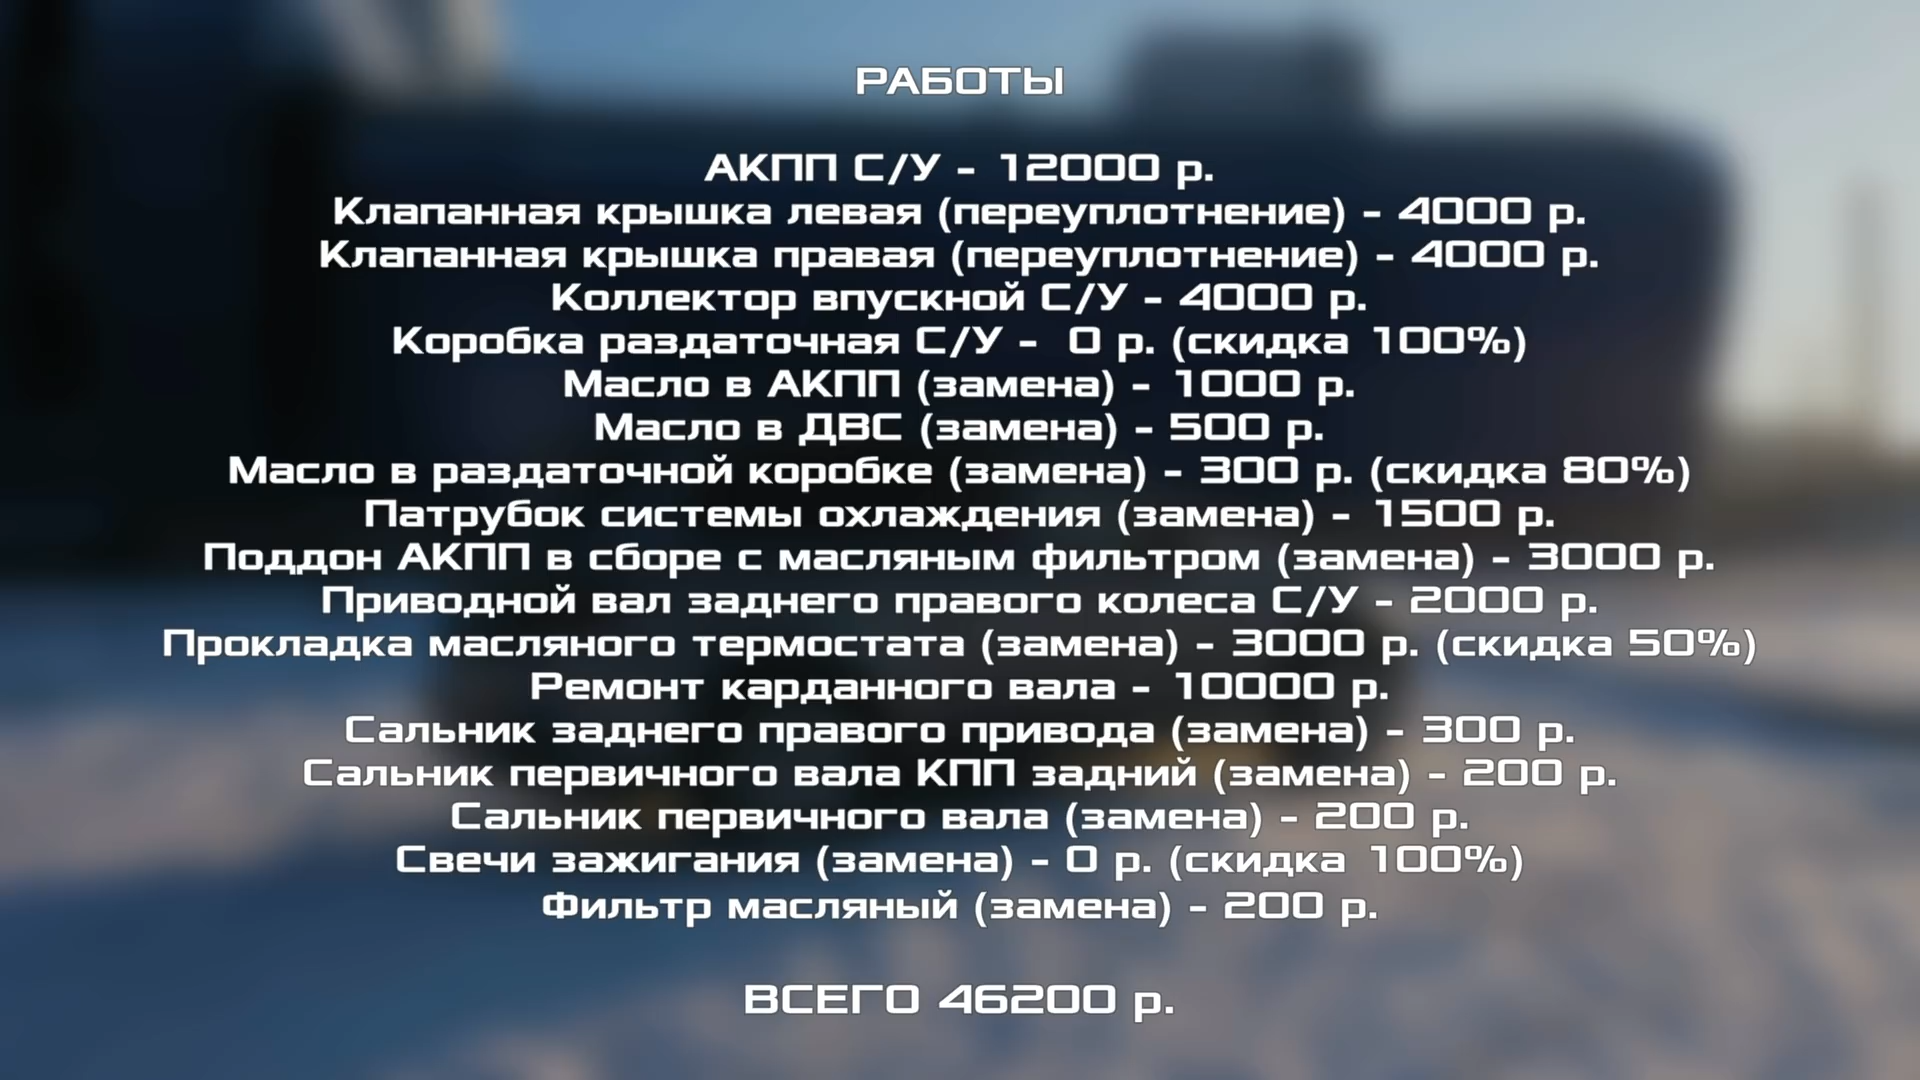 РАБОТЫ
АКПП С/У - 12000 р.
Клапанная крышка левая (переуплотнение) - 4000 р.
Клапанная крышка правая (переуплотнение) - 4000 р.
Коллектор впускной С/У - 4000 р.
Коробка раздаточная С/У - 0 р. (скидка 100%)
Масло в АКПП (замена) - 1000 р.
Масло в ДВС (замена) - 500 р.
Масло в раздаточной коробке (замена) - 300 р. (скидка 80%)
Патрубок системы охлаждения (замена) - 1500 р.
Поддон АКПП в сборе с масляным фильтром (замена) - 3000 р.
Приводной вал заднего правого колеса С/У - 2000 р.
Прокладка масляного термостата (замена) - 3000 р. (скидка 50%)
Ремонт карданного вала - 10000 р.
Сальник заднего правого привода (замена) - 300 р.
Сальник первичного вала КПП задний (замена) - 200 р.
Сальник первичного вала (замена) - 200 р.
Свечи зажигания (замена) - 0 р. (скидка 100%)
Фильтр масляный (замена) - 200 р.
ВСЕГО 46200 р.